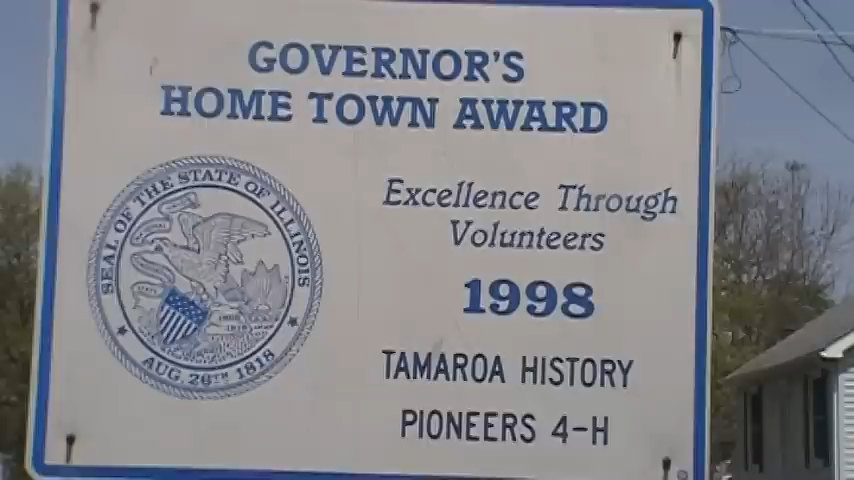 GOVERNOR'S
HOME TOWN AWARD
SEAL OF THE STATE OF ILLINOIS
AUG. 26TH 1818
Excellence Through
Volunteers
1998
TAMAROA HISTORY
PIONEERS 4-H